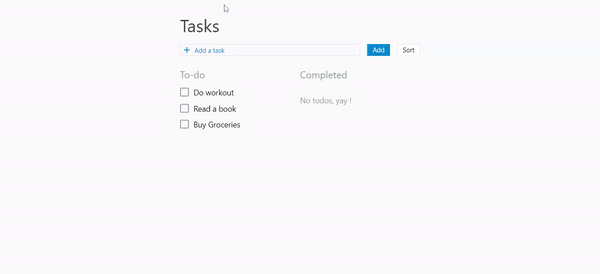 Tasks
+ Add a task Add Sort
To-do Completed
Do workout No todos, yay !
Read a book
Buy Groceries